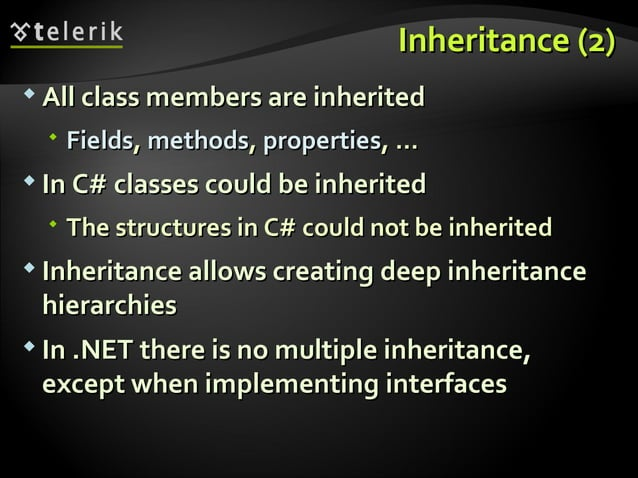 telerik
Inheritance (2)
All class members are inherited
Fields, methods, properties, ...
In C# classes could be inherited
The structures in C# could not be inherited
Inheritance allows creating deep inheritance
hierarchies
In .NET there is no multiple inheritance,
except when implementing interfaces